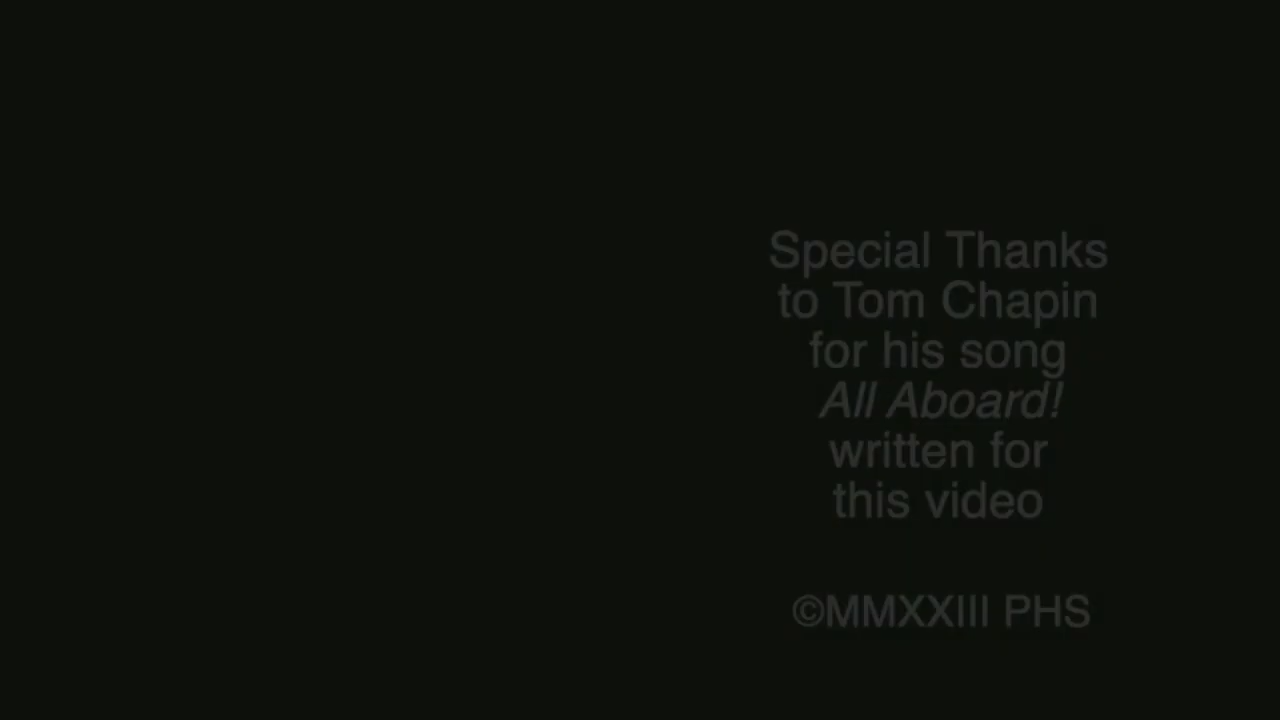 Special Thanks
to Tom Chapin
for his song
All Aboard!
written for
this video
©MMXXIII PHS